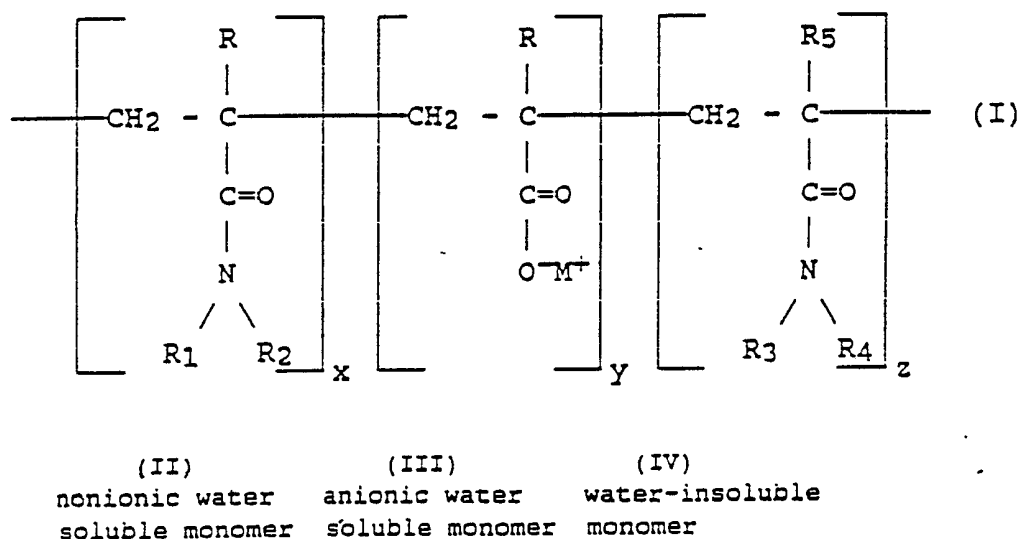 R R R5
CH2 - C CH2 - C CH2 - C (I)
C=O C=O C=O
N O⁻M⁺ N
R1 R2 R3 R4
x y z
(II) (III) (IV)
nonionic water anionic water water-insoluble
soluble monomer soluble monomer monomer